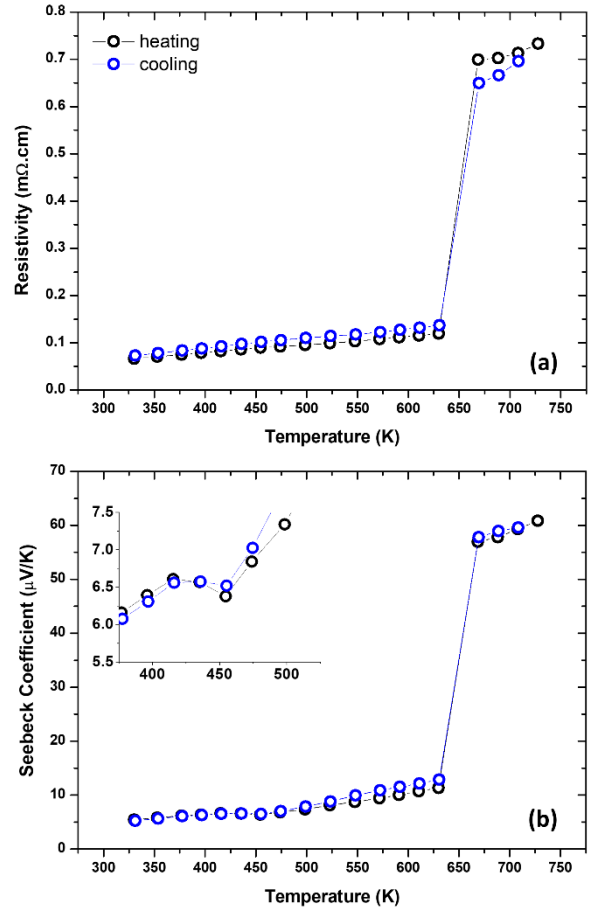 0.8
0.7
0.6
0.5
0.4
0.3
0.2
0.1
0.0
Resistivity (mΩ.cm)
heating
cooling
(a)
300 350 400 450 500 550 600 650 700 750
Temperature (K)
70
60
50
40
30
20
10
0
Seebeck Coefficient (μV/K)
7.5
7.0
6.5
6.0
5.5
400 450 500
(b)
300 350 400 450 500 550 600 650 700 750
Temperature (K)